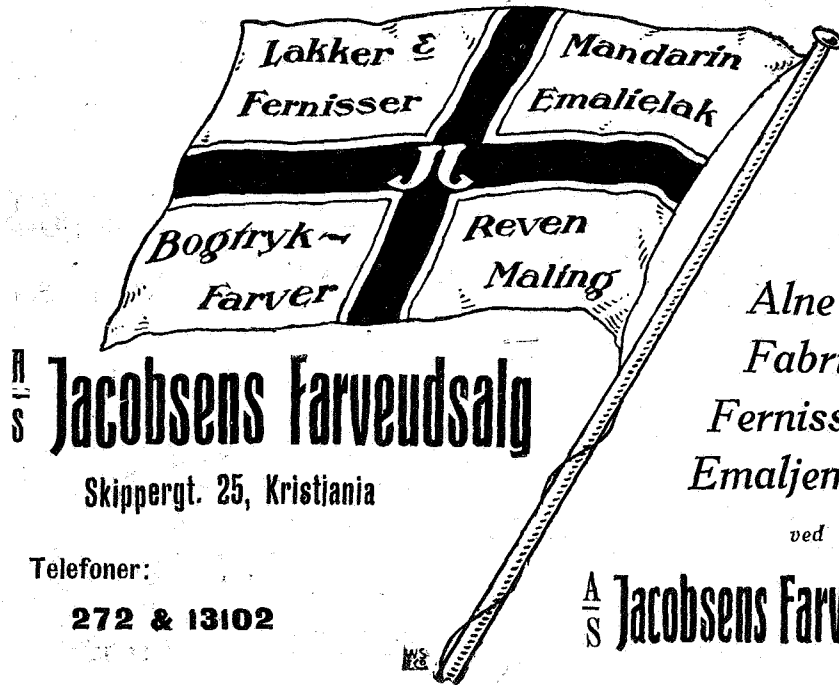 Lakker &
Fernisser
Mandarin
Emalielak
JJ
Bogtryk-
Farver
Reven
Maling
A/S Jacobsens Farveudsalg
Skippergt. 25, Kristiania
Telefoner:
272 & 13102
Alne
Fabri
Ferniss
Emaljen
ved
A/S Jacobsens Farv